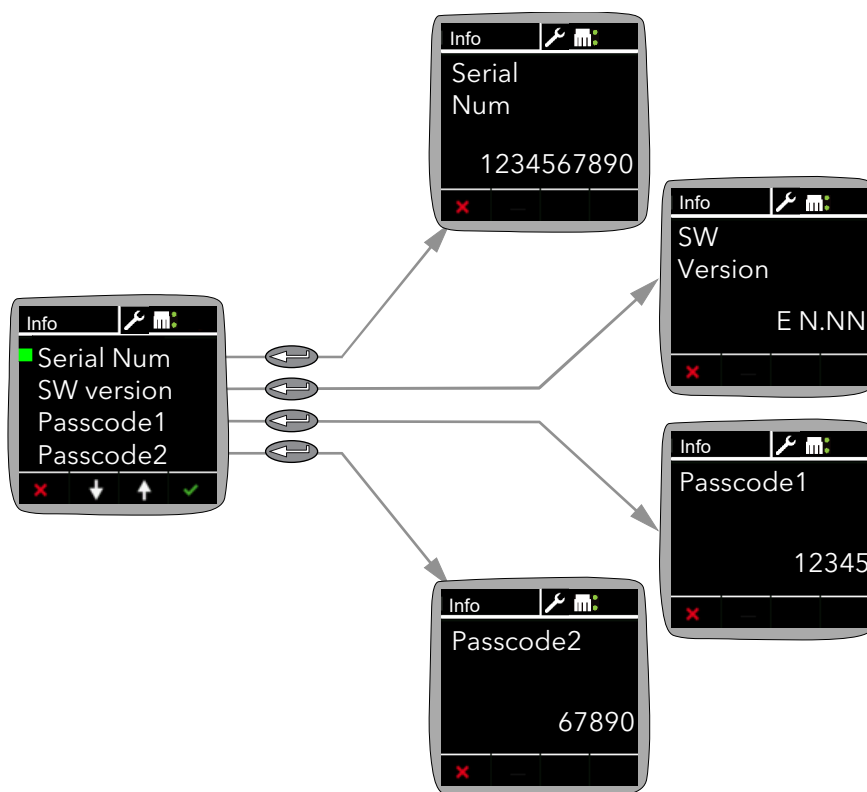 Info
Serial
Num
1234567890
Info
SW
Version
E N.NN
Info
Serial Num
SW version
Passcode1
Passcode2
Info
Passcode1
12345
Info
Passcode2
67890